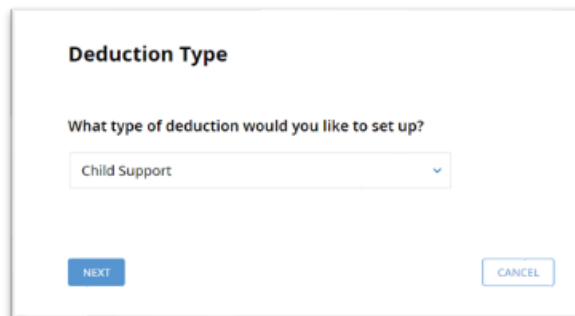 Deduction Type
What type of deduction would you like to set up?
Child Support
NEXT
CANCEL